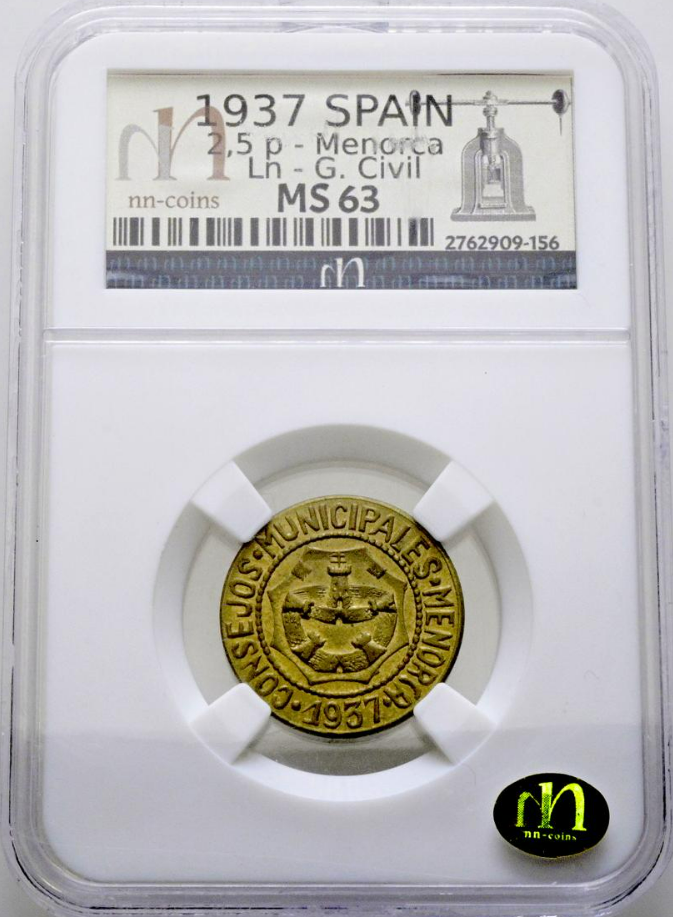 1937 SPAIN
2,5 p - Menorca
Ln - G. Civil
nn-coins
MS 63
2762909-156
CONSEJOS·MUNICIPALES·MENORCA
·1937·
nn-coins